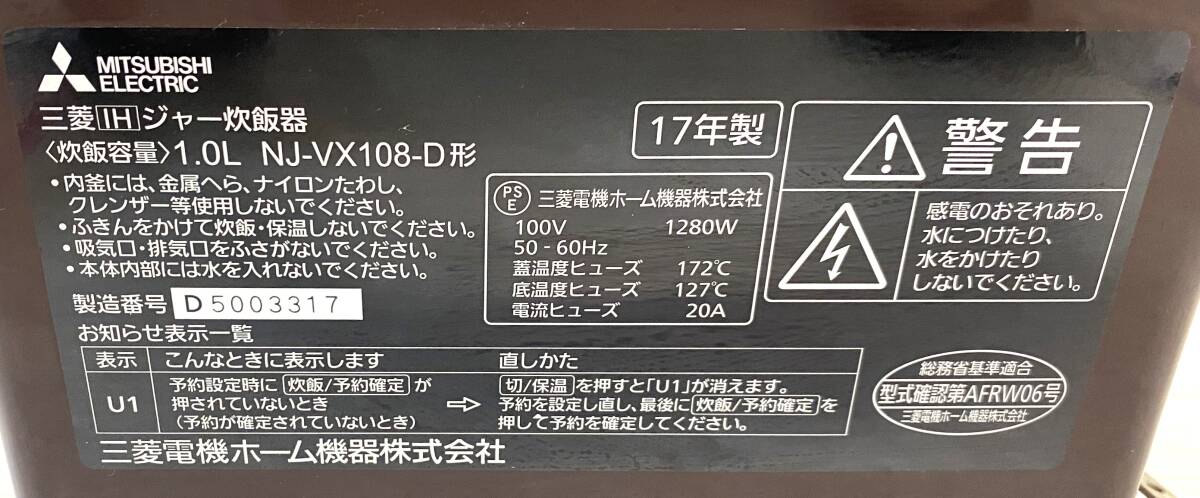 MITSUBISHI
ELECTRIC
三菱IHジャー炊飯器
〈炊飯容量〉1.0L NJ-VX108-D形
17年製
・内釜には、金属へら、ナイロンたわし、
クレンザー等使用しないでください。
・ふきんをかけて炊飯・保温しないでください。
・吸気口・排気口をふさがないでください。
・本体内部には水を入れないでください。
製造番号 D5003317
PSE 三菱電機ホーム機器株式会社
100V 1280W
50-60Hz
蓋温度ヒューズ 172℃
底温度ヒューズ 127℃
電流ヒューズ 20A
警告
感電のおそれあり。
水につけたり、
水をかけたり
しないでください。
お知らせ表示一覧
表示 こんなときに表示します 直しかた
U1
予約設定時に 炊飯/予約確定 が
押されていないとき
(予約が確定されていないとき)
⇨
切/保温 を押すと「U1」が消えます。
予約を設定し直し、最後に 炊飯/予約確定 を
押して予約を確定してください。
総務省基準適合
型式確認第AFRW06号
三菱電機ホーム機器株式会社
三菱電機ホーム機器株式会社